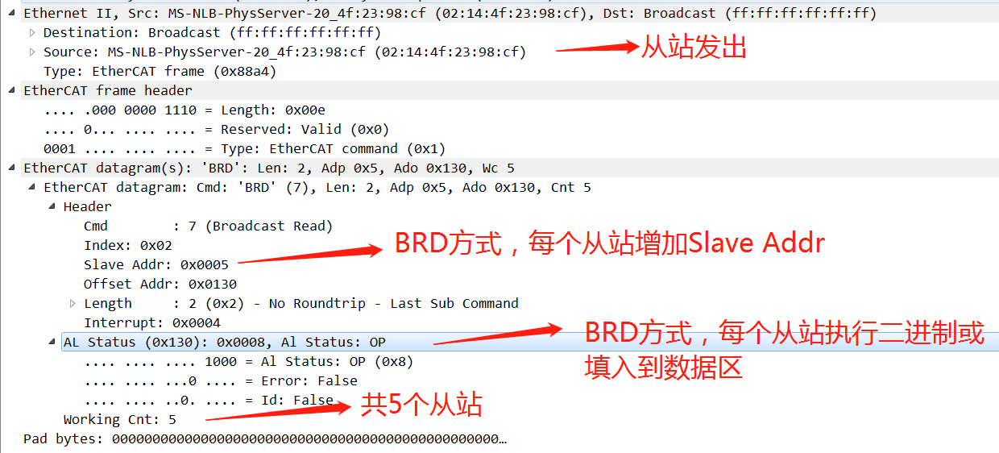 Ethernet II, Src: MS-NLB-PhysServer-20_4f:23:98:cf (02:14:4f:23:98:cf), Dst: Broadcast (ff:ff:ff:ff:ff:ff)
Destination: Broadcast (ff:ff:ff:ff:ff:ff)
Source: MS-NLB-PhysServer-20_4f:23:98:cf (02:14:4f:23:98:cf)
从站发出
Type: EtherCAT frame (0x88a4)
EtherCAT frame header
.... .000 0000 1110 = Length: 0x00e
.... 0... .... .... = Reserved: Valid (0x0)
0001 .... .... .... = Type: EtherCAT command (0x1)
EtherCAT datagram(s): 'BRD': Len: 2, Adp 0x5, Ado 0x130, Wc 5
EtherCAT datagram: Cmd: 'BRD' (7), Len: 2, Adp 0x5, Ado 0x130, Cnt 5
Header
Cmd : 7 (Broadcast Read)
Index: 0x02
BRD方式，每个从站增加Slave Addr
Slave Addr: 0x0005
Offset Addr: 0x0130
Length : 2 (0x2) - No Roundtrip - Last Sub Command
Interrupt: 0x0004
AL Status (0x130): 0x0008, Al Status: OP
BRD方式，每个从站执行二进制或
填入到数据区
.... .... .... 1000 = Al Status: OP (0x8)
.... .... ...0 .... = Error: False
.... .... ..0. .... = Id: False
共5个从站
Working Cnt: 5
Pad bytes: 000000000000000000000000000000000000000000000000…